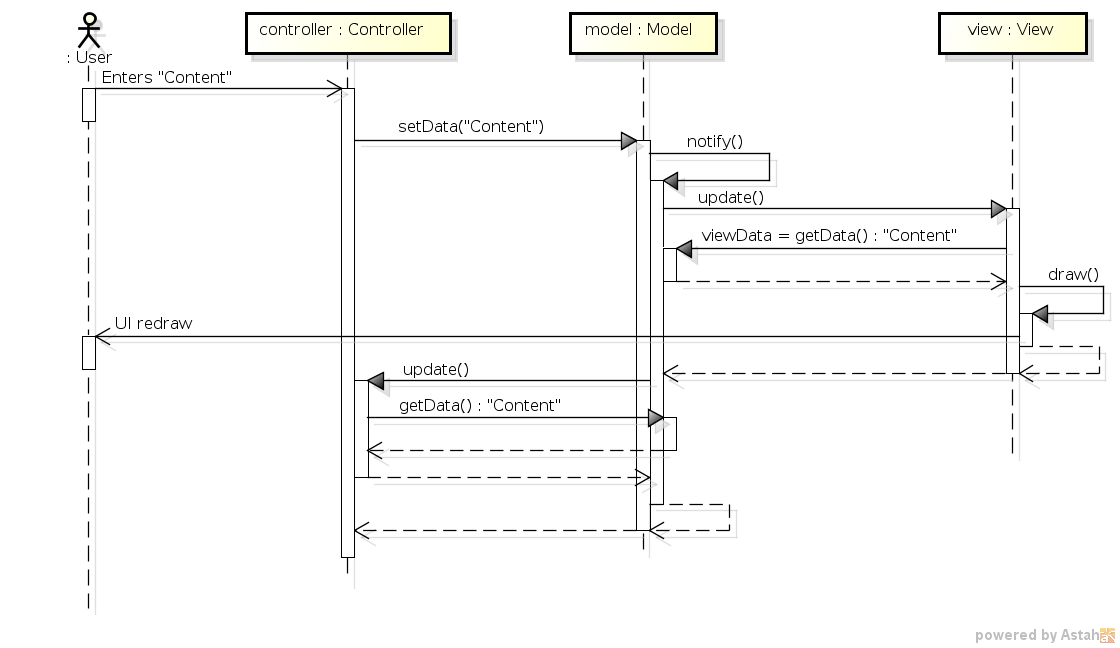 controller : Controller
model : Model
view : View
: User
Enters "Content"
setData("Content")
notify()
update()
viewData = getData() : "Content"
draw()
UI redraw
update()
getData() : "Content"
powered by Astah